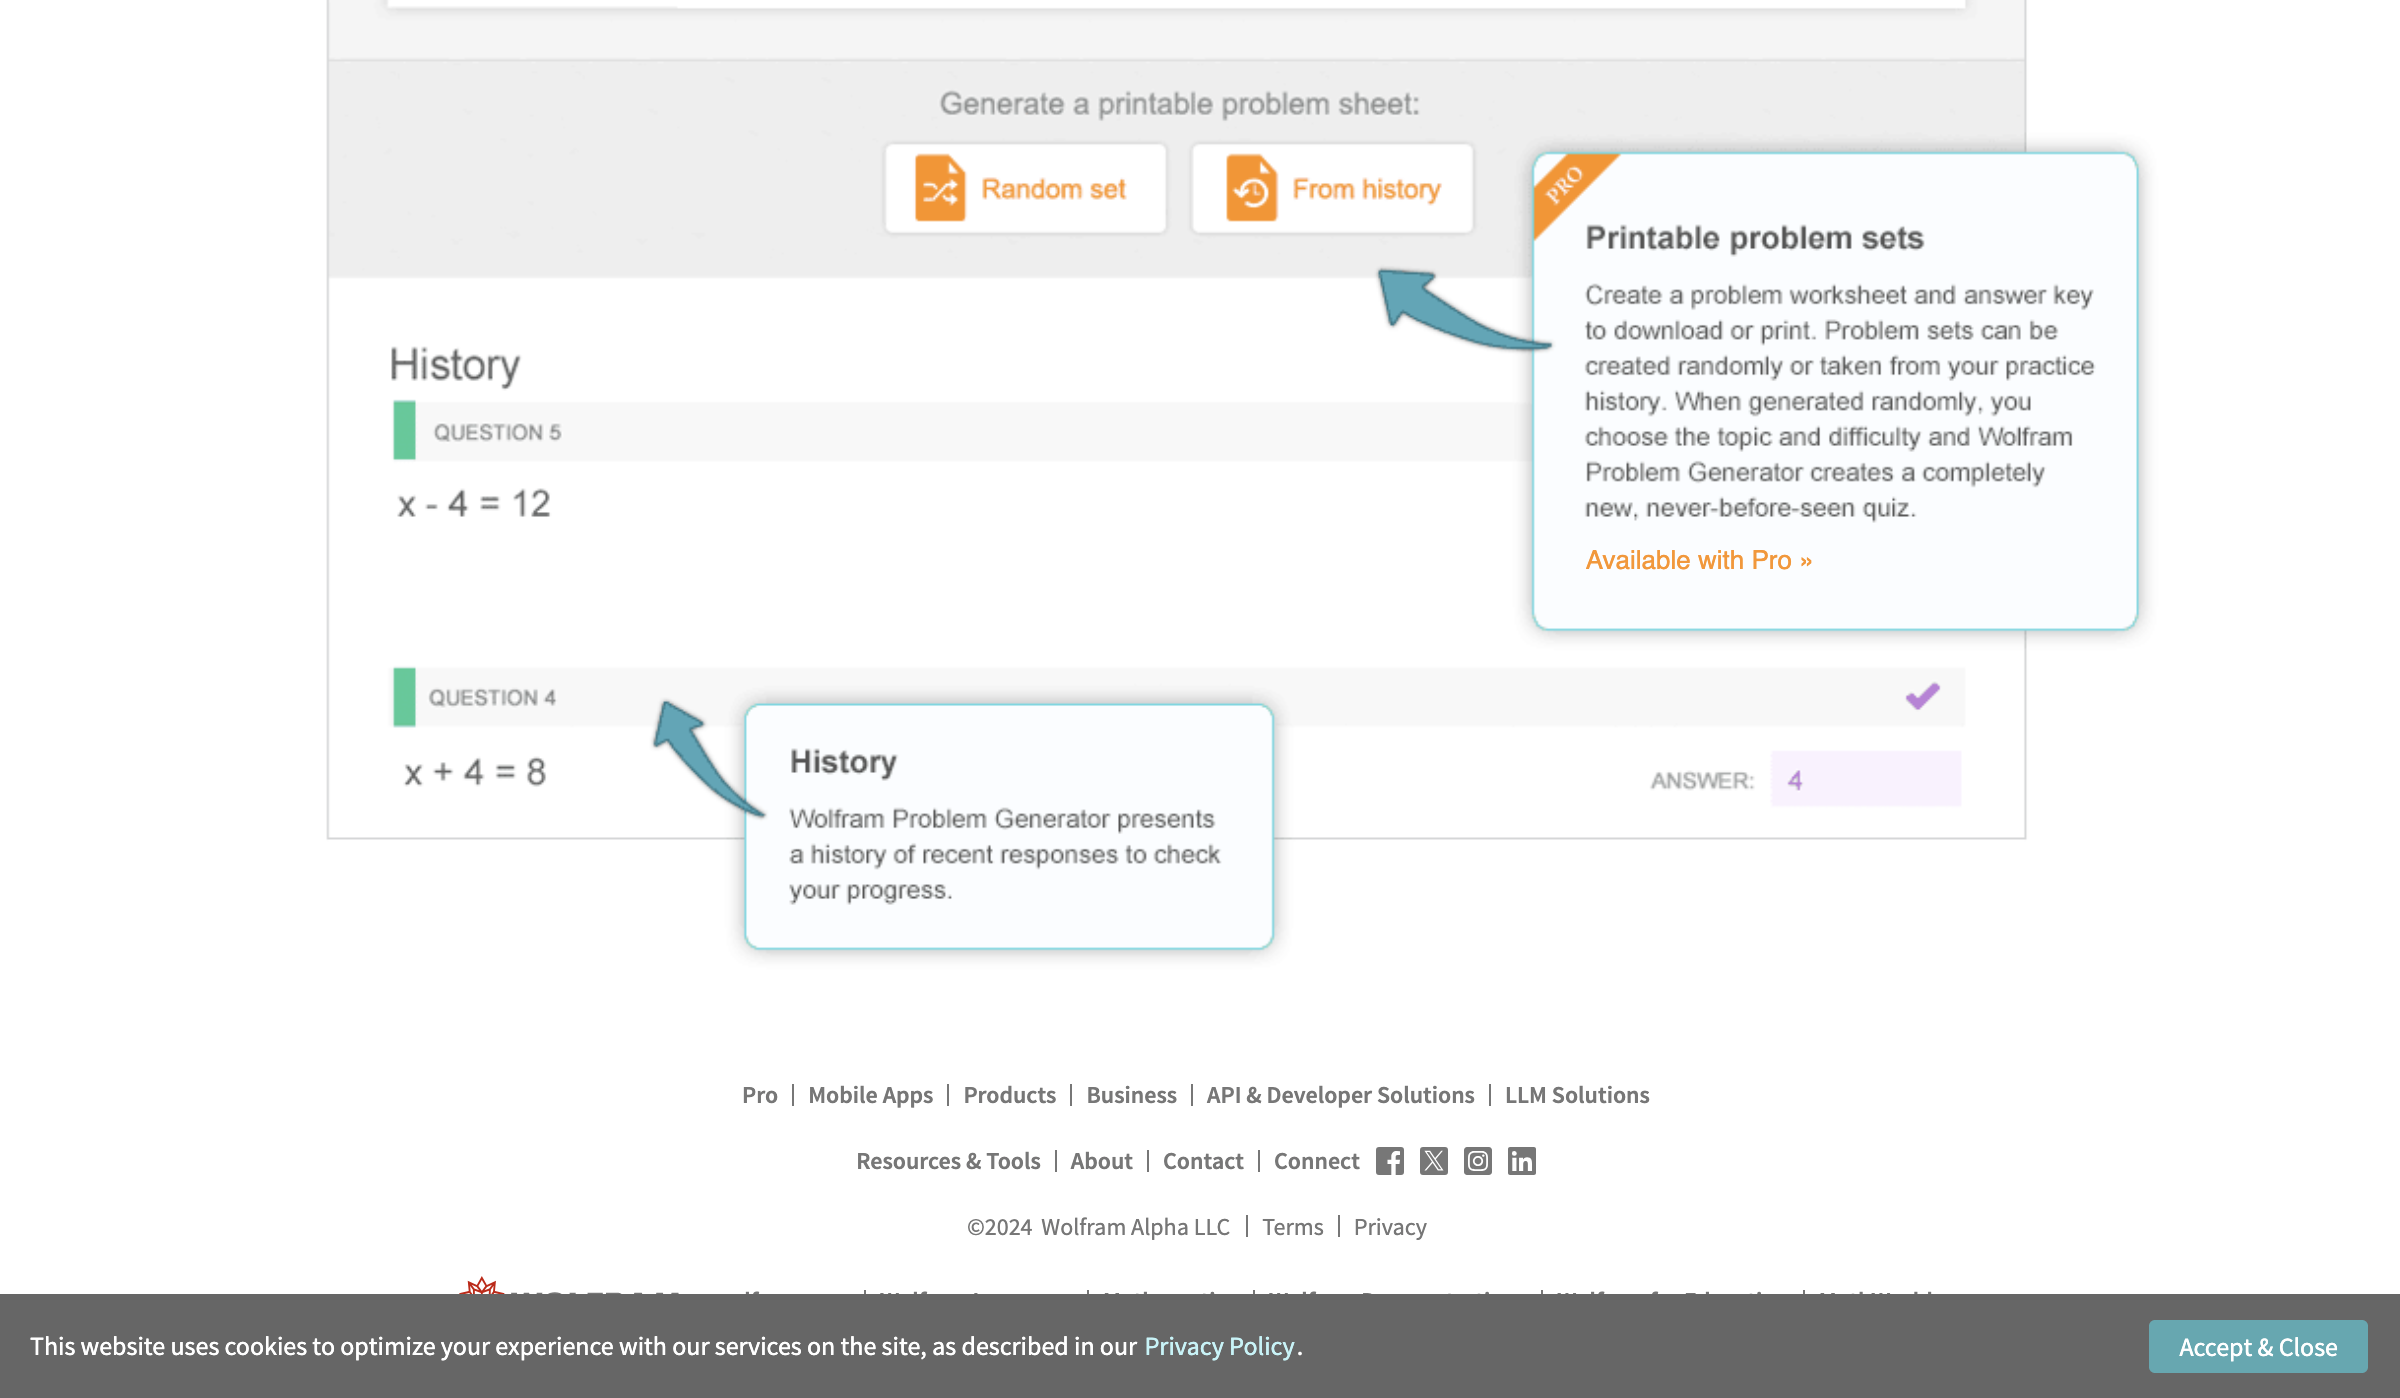 Generate a printable problem sheet:
Random set
From history
PRO
Printable problem sets
Create a problem worksheet and answer key
to download or print. Problem sets can be
created randomly or taken from your practice
history. When generated randomly, you
choose the topic and difficulty and Wolfram
Problem Generator creates a completely
new, never-before-seen quiz.
Available with Pro »
History
QUESTION 5
x - 4 = 12
QUESTION 4
x + 4 = 8
ANSWER: 4
History
Wolfram Problem Generator presents
a history of recent responses to check
your progress.
Pro | Mobile Apps | Products | Business | API & Developer Solutions | LLM Solutions
Resources & Tools | About | Contact | Connect
©2024 Wolfram Alpha LLC | Terms | Privacy
This website uses cookies to optimize your experience with our services on the site, as described in our Privacy Policy.
Accept & Close